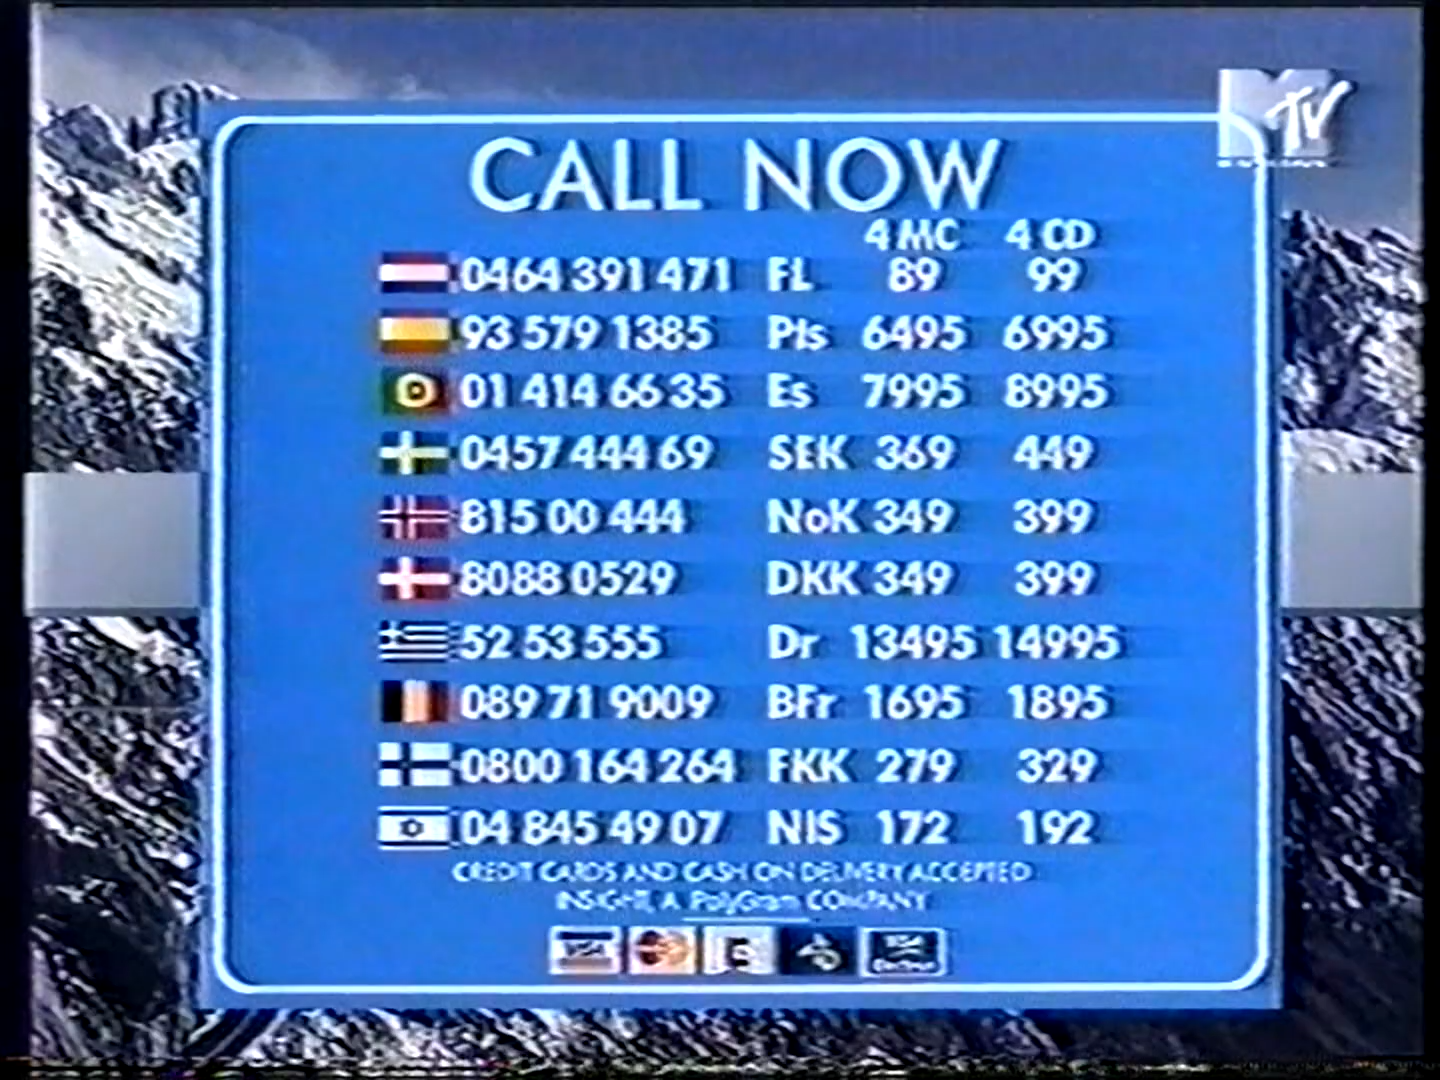 MTV
CALL NOW
4 MC 4 CD
0464 391 471 FL 89 99
93 579 1385 Pts 6495 6995
01 414 66 35 Es 7995 8995
0457 444 69 SEK 369 449
815 00 444 NoK 349 399
8088 0529 DKK 349 399
52 53 555 Dr 13495 14995
089 71 9009 BFr 1695 1895
0800 164 264 FKK 279 329
04 845 49 07 NIS 172 192
CREDIT CARDS AND CASH ON DELIVERY ACCEPTED
INSIGHT, A PolyGram COMPANY
VISA VISA